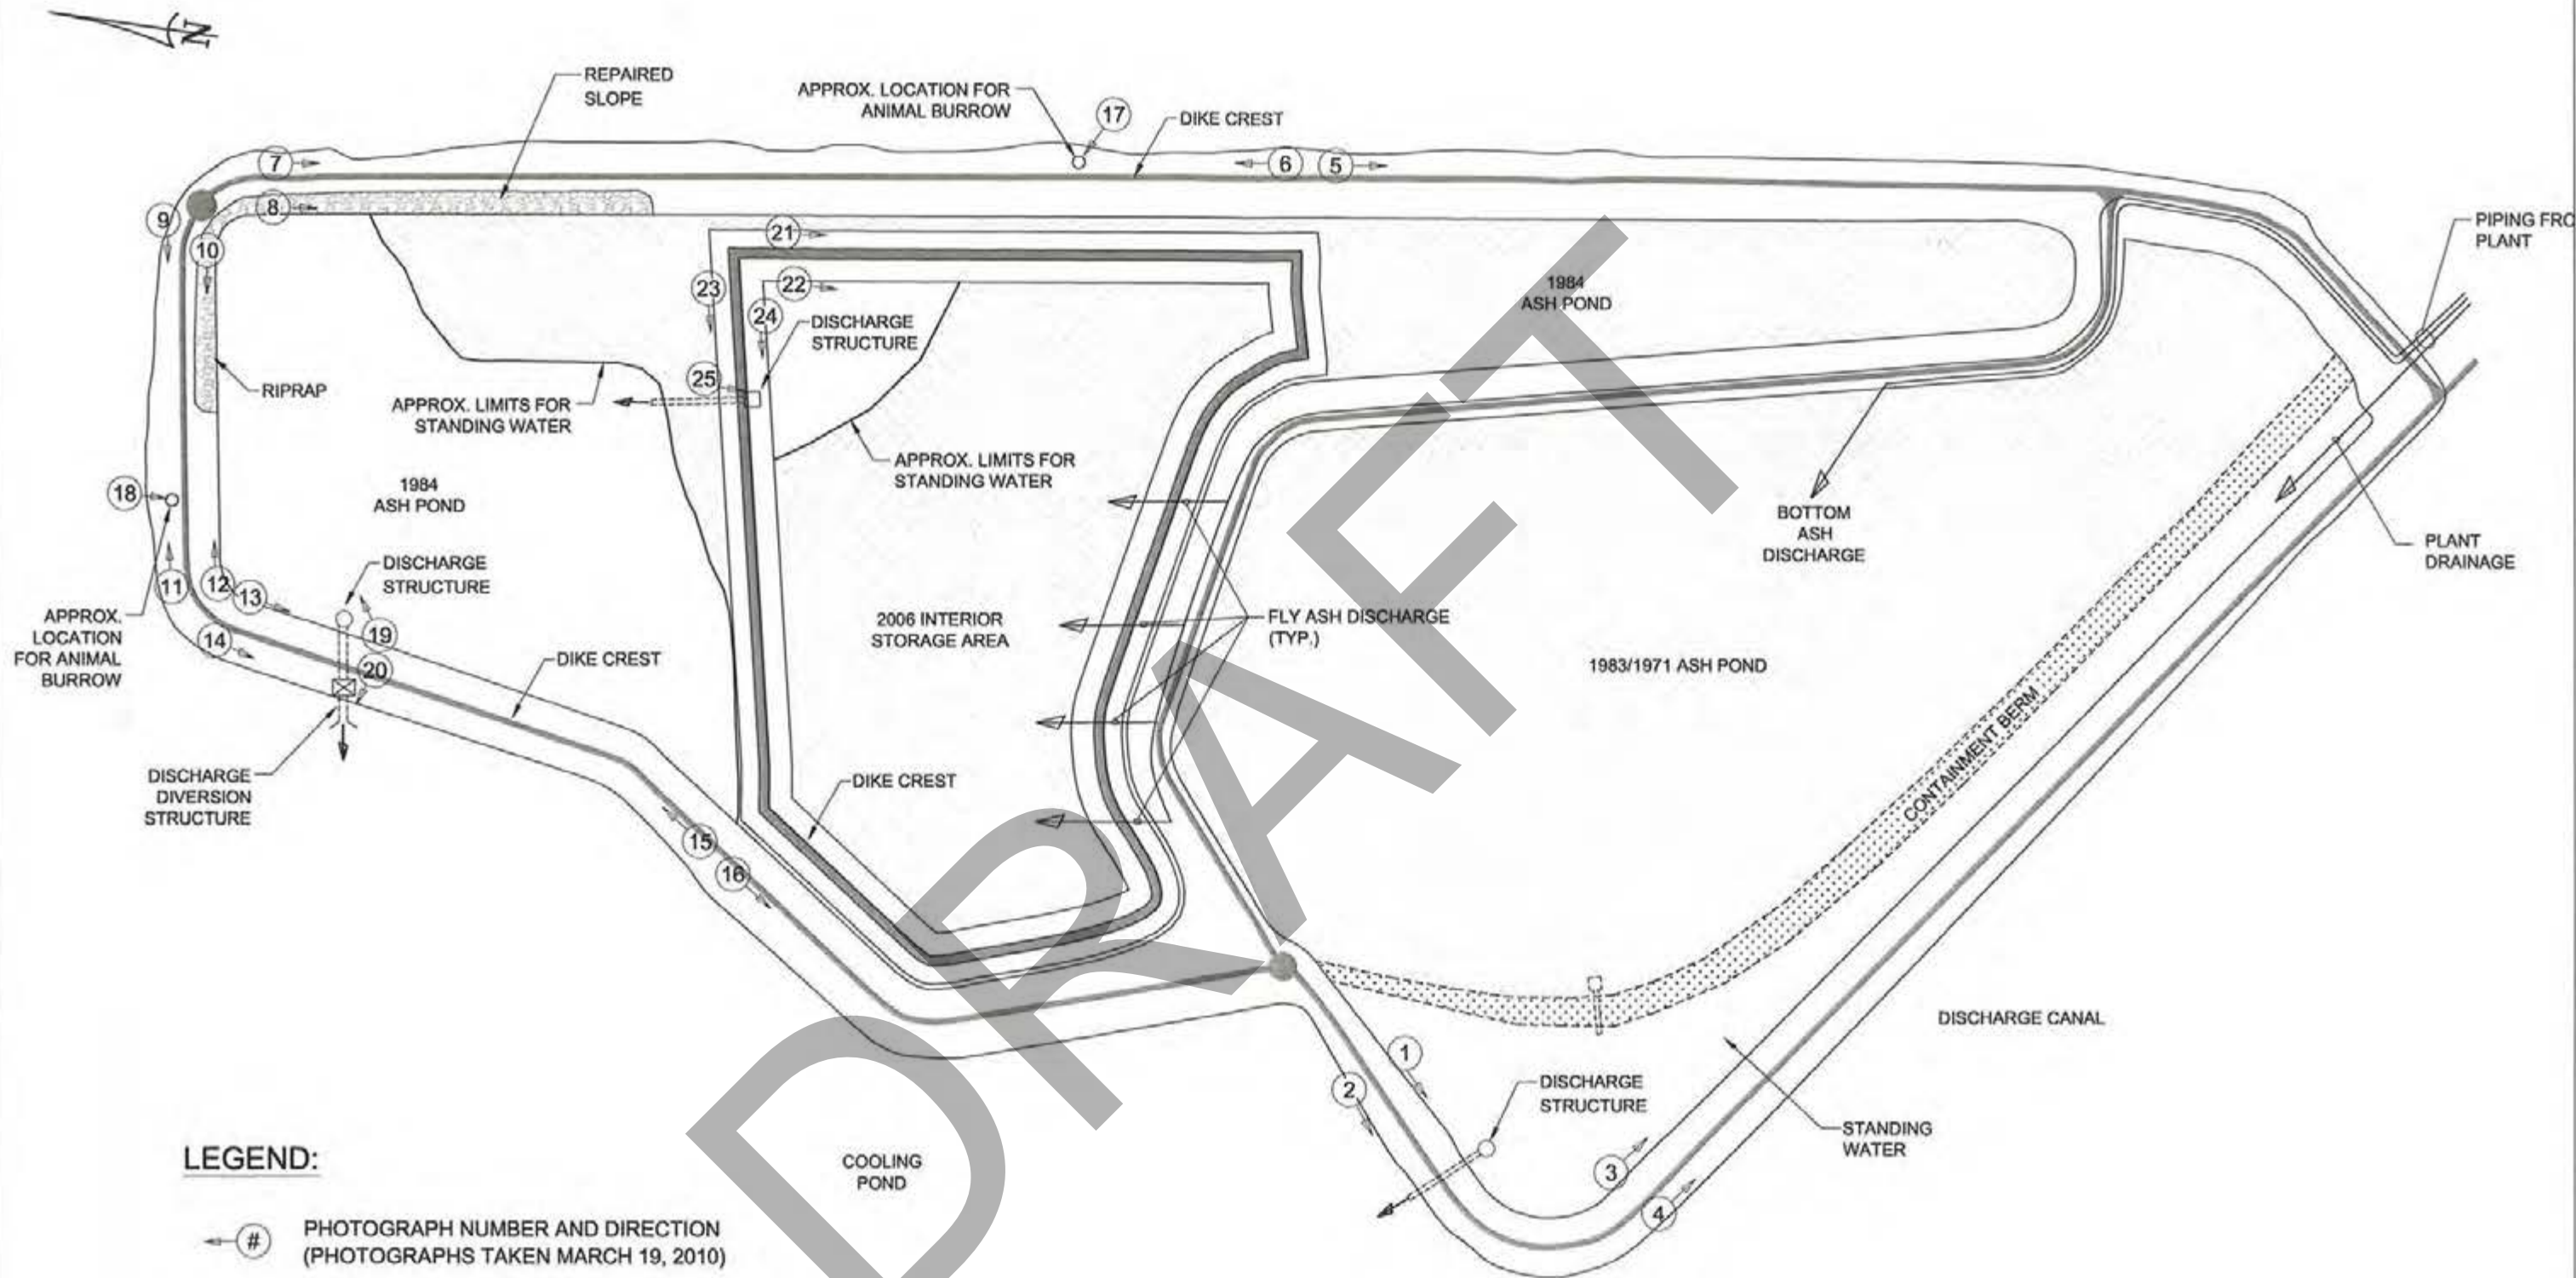 N
REPAIRED
SLOPE
APPROX. LOCATION FOR
ANIMAL BURROW
17
DIKE CREST
7
6
5
8
9
10
PIPING FRO
PLANT
21
22
23
24
1984
ASH POND
DISCHARGE
STRUCTURE
25
RIPRAP
APPROX. LIMITS FOR
STANDING WATER
APPROX. LIMITS FOR
STANDING WATER
18
1984
ASH POND
BOTTOM
ASH
DISCHARGE
PLANT
DRAINAGE
DISCHARGE
STRUCTURE
11
12
13
APPROX.
LOCATION
FOR ANIMAL
BURROW
14
19
20
DIKE CREST
2006 INTERIOR
STORAGE AREA
FLY ASH DISCHARGE
(TYP.)
1983/1971 ASH POND
CONTAINMENT BERM
DISCHARGE
DIVERSION
STRUCTURE
DIKE CREST
15
16
DISCHARGE CANAL
1
2
DISCHARGE
STRUCTURE
STANDING
WATER
3
4
COOLING
POND
LEGEND:
#
PHOTOGRAPH NUMBER AND DIRECTION
(PHOTOGRAPHS TAKEN MARCH 19, 2010)
DRAFT